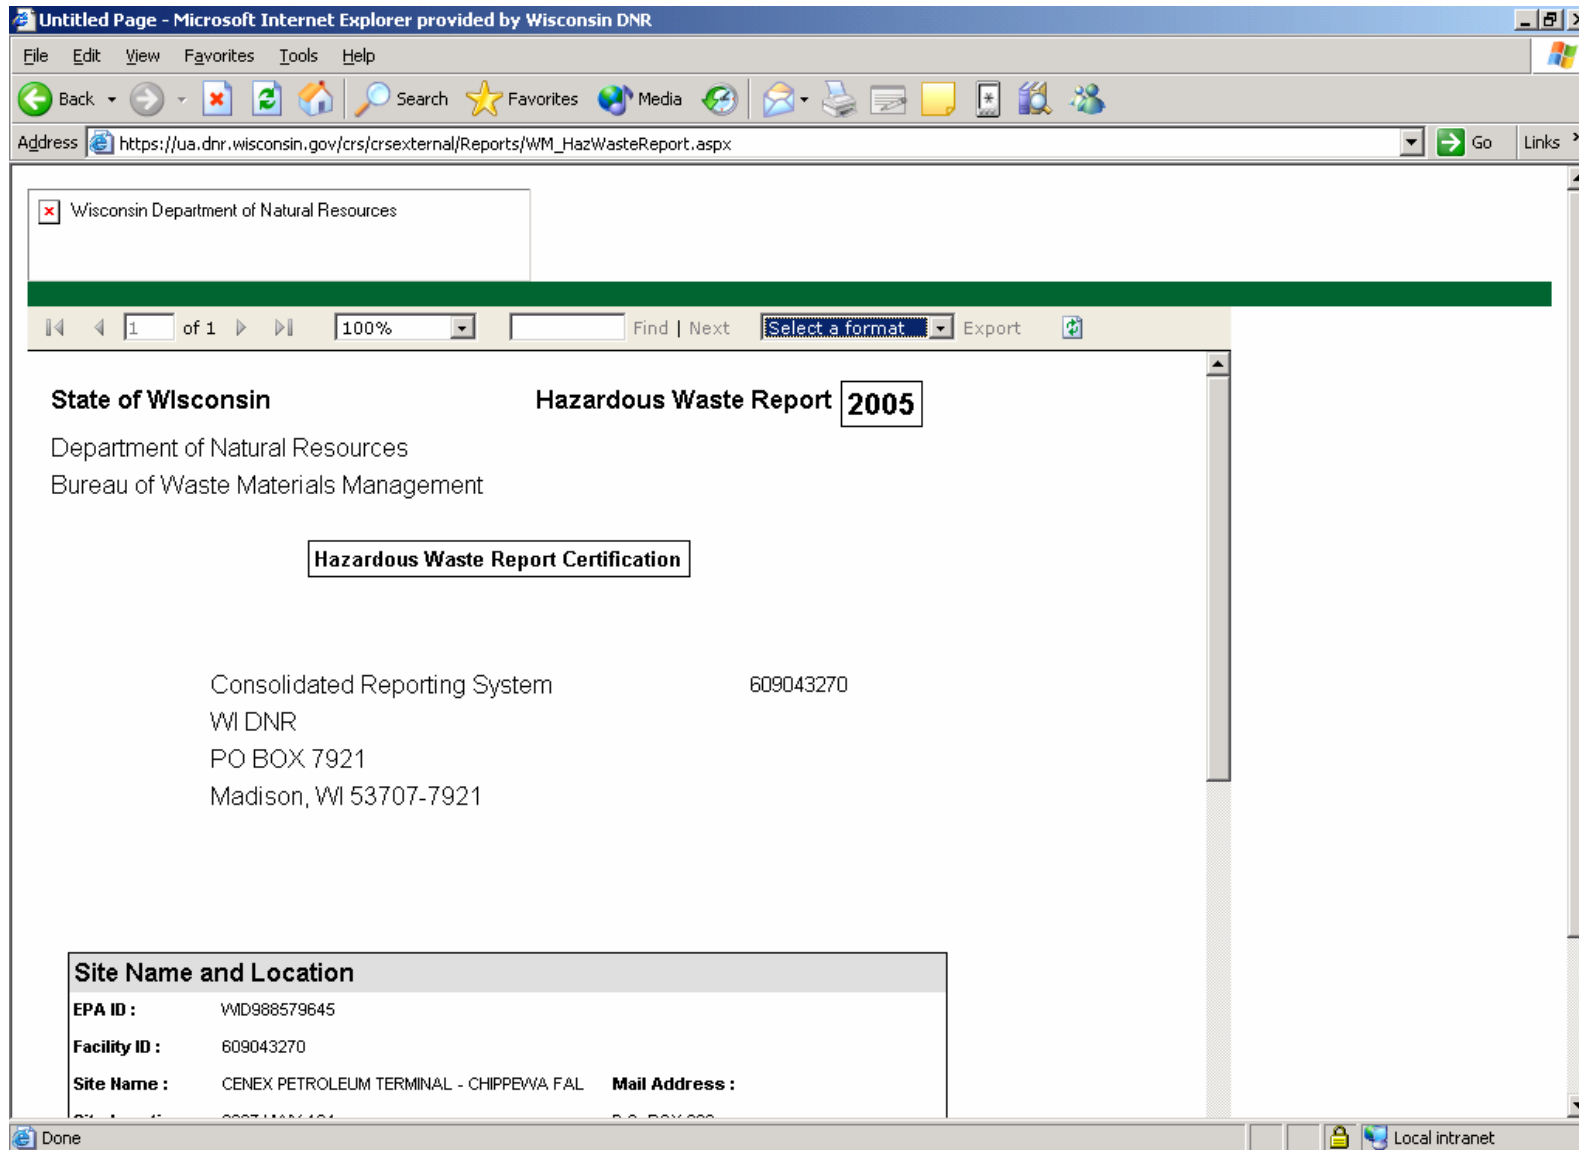 Untitled Page - Microsoft Internet Explorer provided by Wisconsin DNR
File Edit View Favorites Tools Help
Back Search Favorites Media
Address https://ua.dnr.wisconsin.gov/crs/crsexternal/Reports/WM_HazWasteReport.aspx Go Links
Wisconsin Department of Natural Resources
1 of 1 100% Find | Next Select a format Export
State of WIsconsin Hazardous Waste Report 2005
Department of Natural Resources
Bureau of Waste Materials Management
Hazardous Waste Report Certification
Consolidated Reporting System 609043270
WI DNR
PO BOX 7921
Madison, WI 53707-7921
Site Name and Location
EPA ID : WID988579645
Facility ID : 609043270
Site Name : CENEX PETROLEUM TERMINAL - CHIPPEWA FAL Mail Address :
Done Local intranet